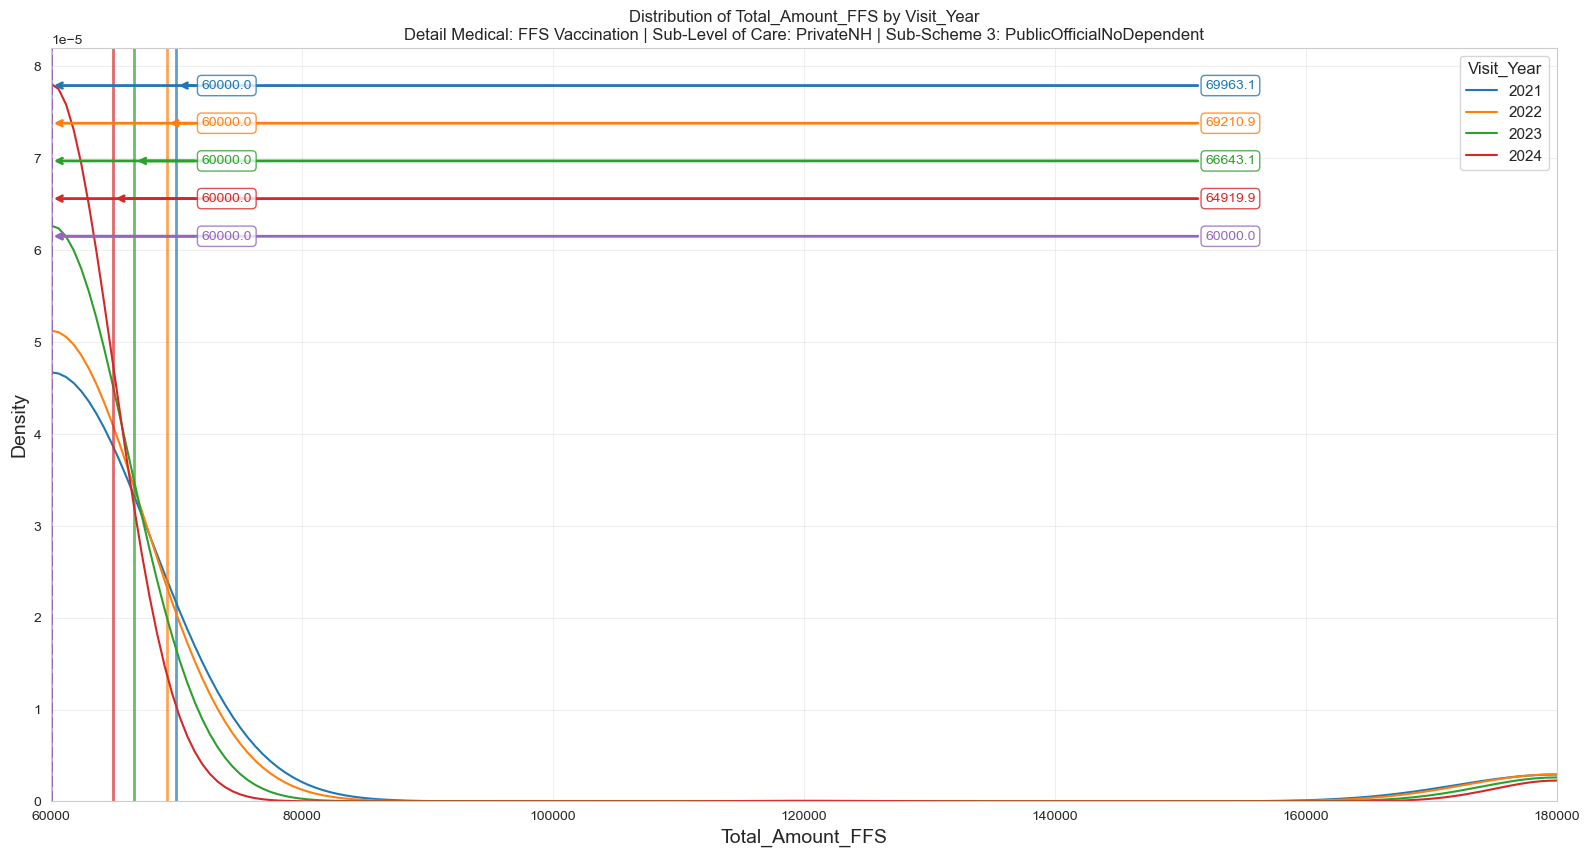 Distribution of Total_Amount_FFS by Visit_Year
Detail Medical: FFS Vaccination | Sub-Level of Care: PrivateNH | Sub-Scheme 3: PublicOfficialNoDependent
1e−5
8
7
6
5
4
3
2
1
0
Density
60000.0 69963.1
60000.0 69210.9
60000.0 66643.1
60000.0 64919.9
60000.0 60000.0
Visit_Year
2021
2022
2023
2024
60000 80000 100000 120000 140000 160000 180000
Total_Amount_FFS